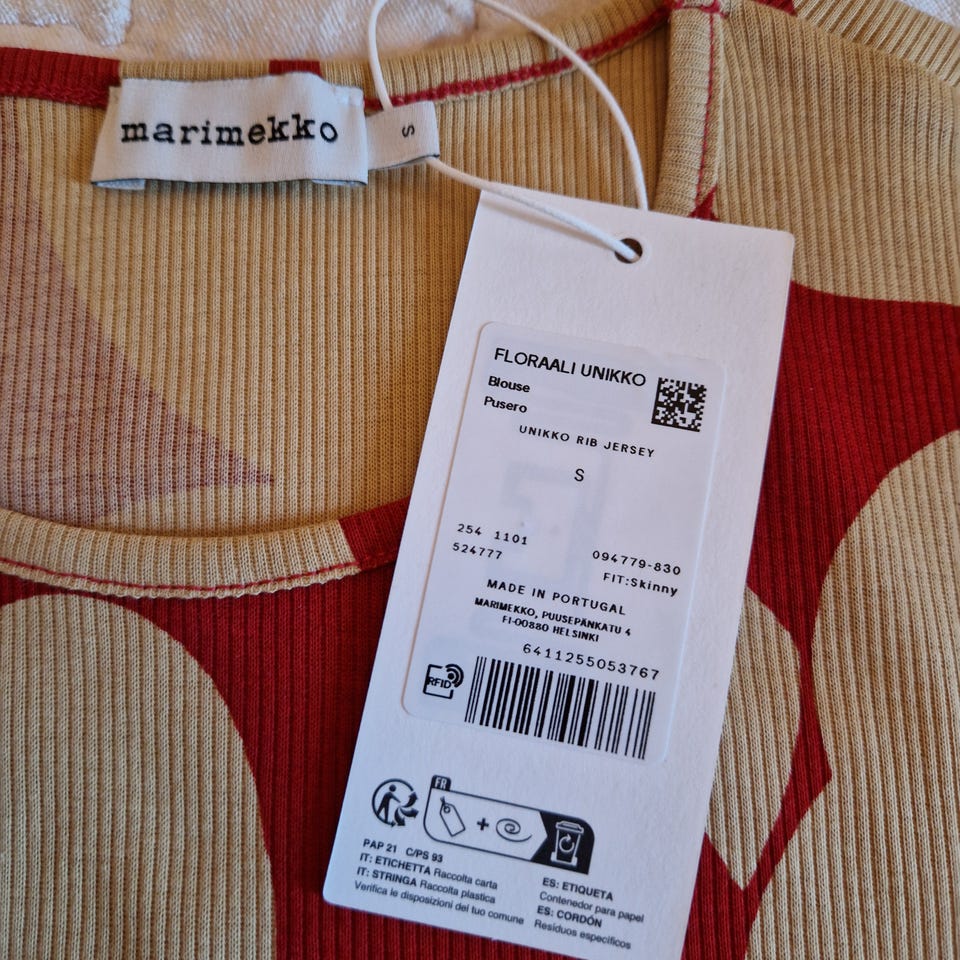 marimekko
S
FLORAALI UNIKKO
Blouse
Pusero
UNIKKO RIB JERSEY
S
254 1101
524777
094779-830
FIT:Skinny
MADE IN PORTUGAL
MARIMEKKO, PUUSEPÄNKATU 4
FI-00880 HELSINKI
6411255053767
RFID
FR
+
PAP 21 C/PS 93
IT: ETICHETTA Raccolta carta
IT: STRINGA Raccolta plastica
Verifica le disposizioni del tuo comune
ES: ETIQUETA
Contenedor para papel
ES: CORDÓN
Residuos específicos